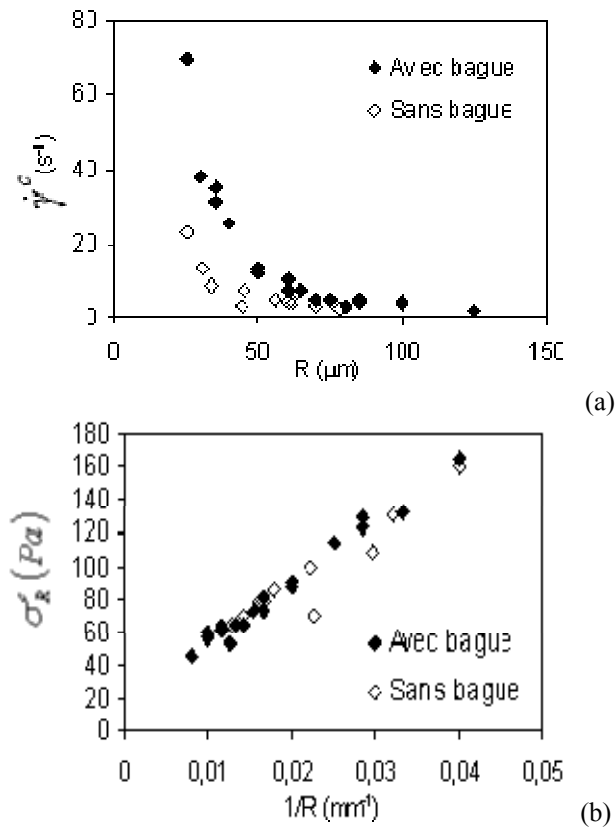 80
60
40
20
0
γ̇ᶜ (s⁻¹)
Avec bague
Sans bague
0 50 100 150
R (µm)
(a)
180
160
140
120
100
80
60
40
20
0
(Pa)
Avec bague
Sans bague
0 0,01 0,02 0,03 0,04 0,05
1/R (mm⁻¹)
(b)